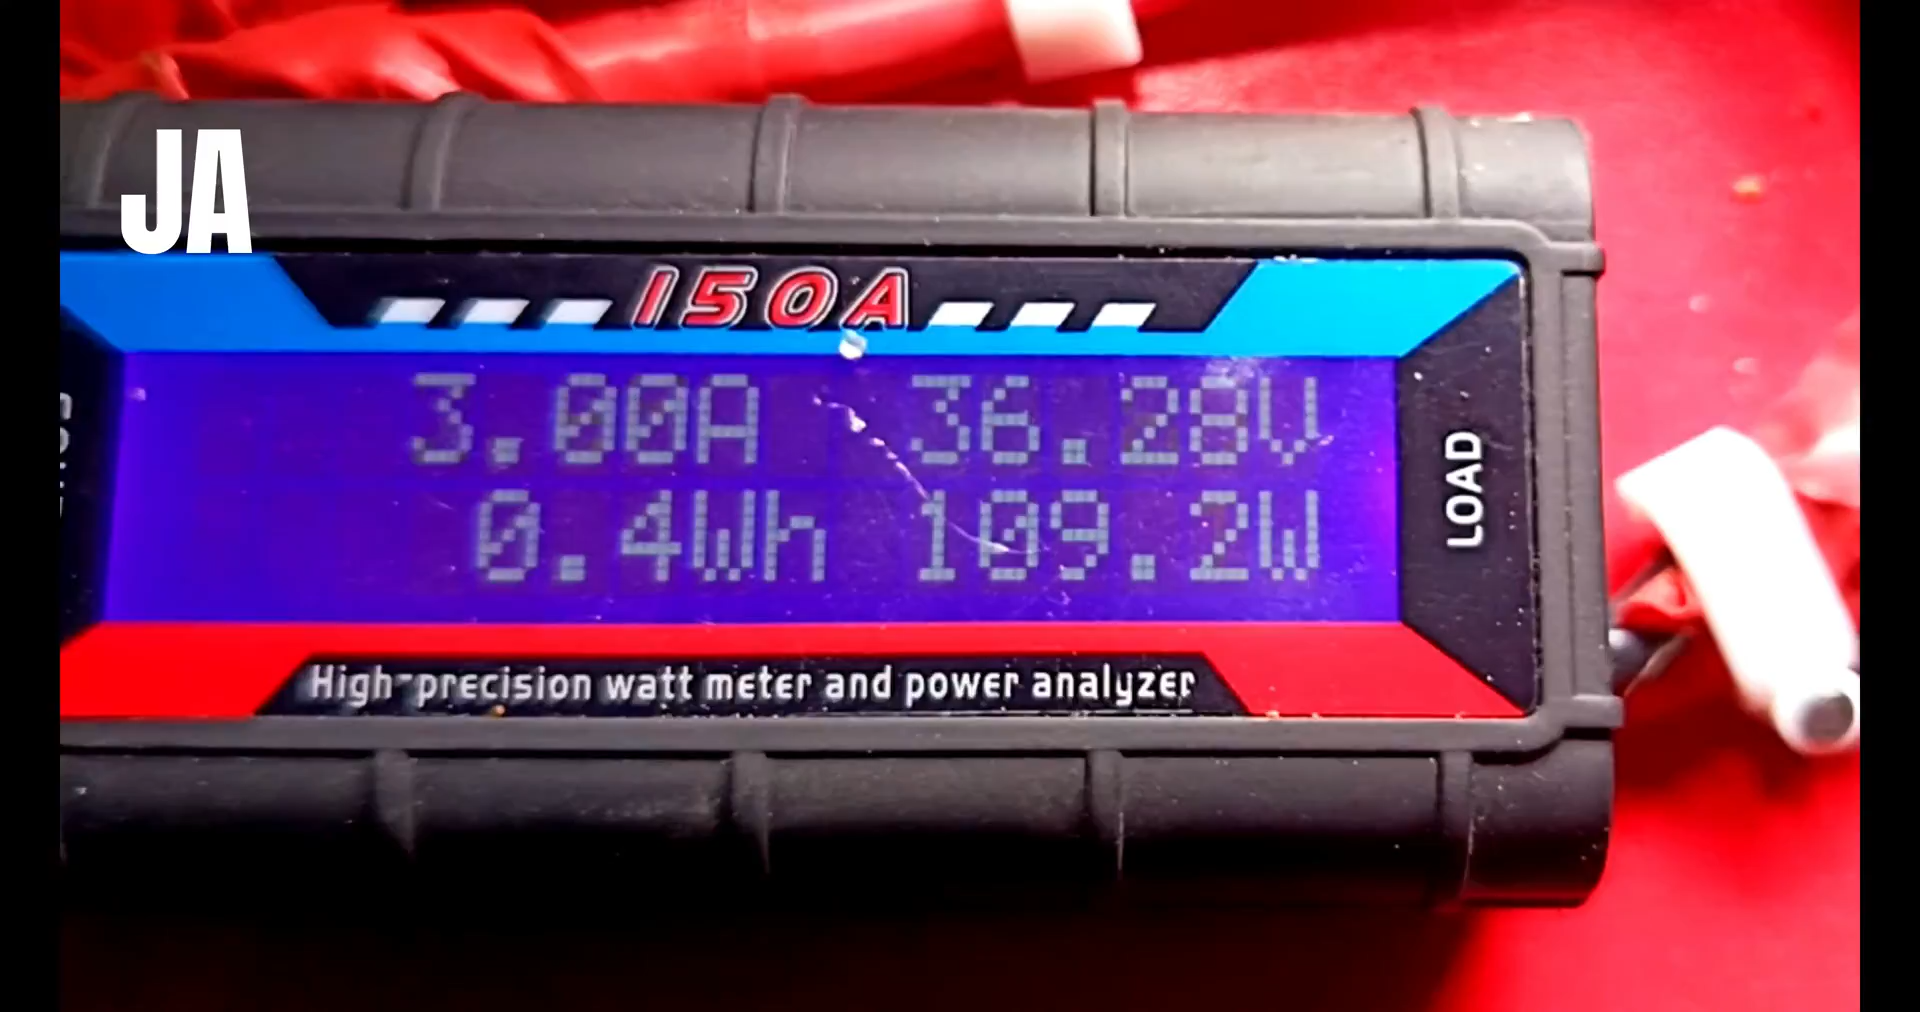 JA
150A
3.00A 36.28V
0.4Wh 109.2W
LOAD
High-precision watt meter and power analyzer